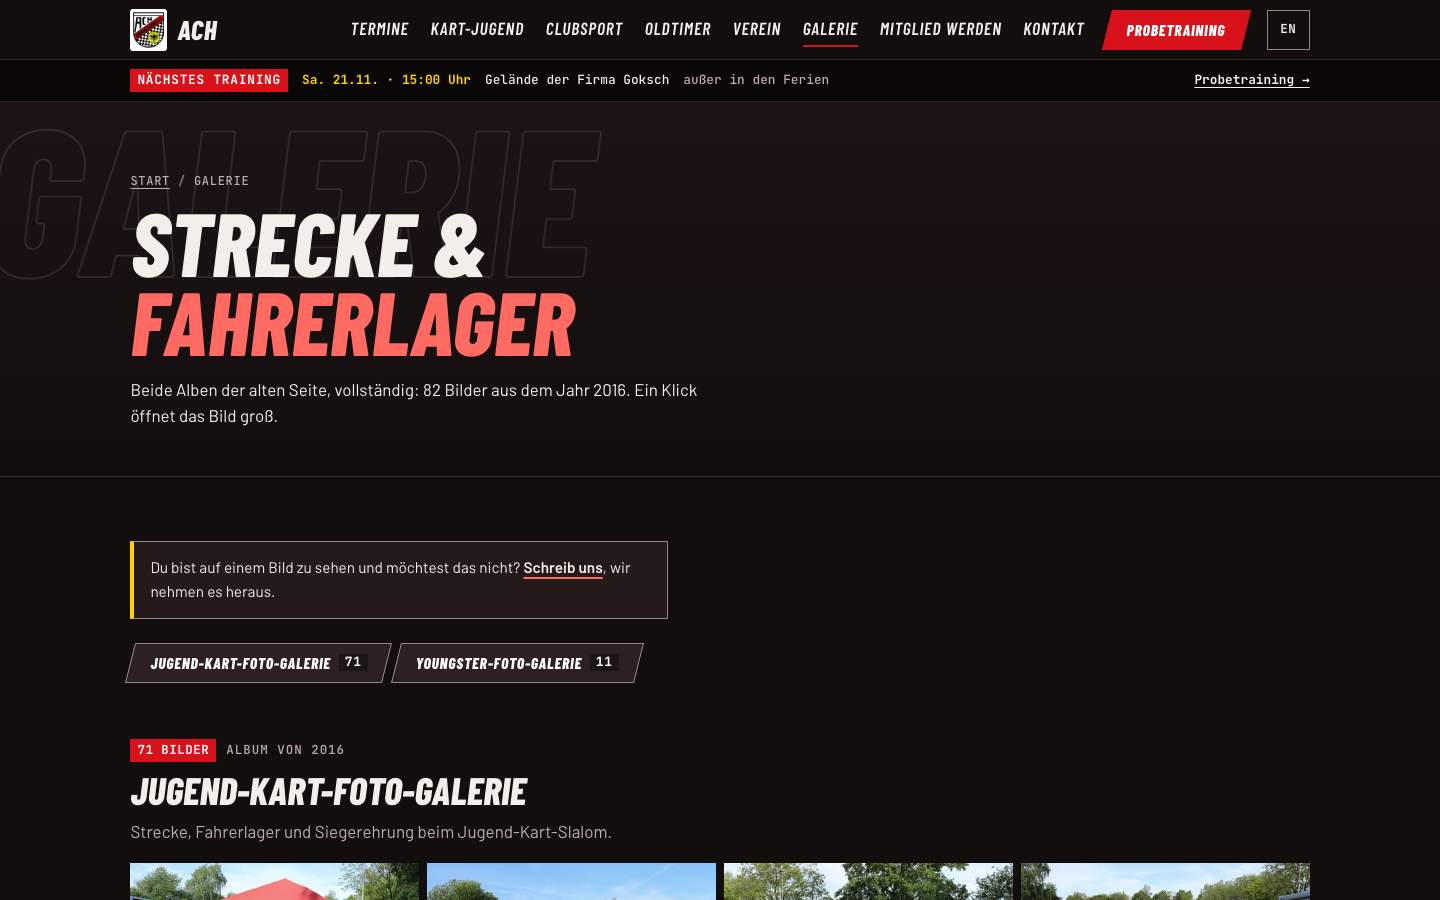 ACH
ACH
TERMINE KART-JUGEND CLUBSPORT OLDTIMER VEREIN GALERIE MITGLIED WERDEN KONTAKT PROBETRAINING EN
NÄCHSTES TRAINING Sa. 21.11. · 15:00 Uhr Gelände der Firma Goksch außer in den Ferien Probetraining →
GALERIE
START / GALERIE
STRECKE &
FAHRERLAGER
Beide Alben der alten Seite, vollständig: 82 Bilder aus dem Jahr 2016. Ein Klick
öffnet das Bild groß.
Du bist auf einem Bild zu sehen und möchtest das nicht? Schreib uns, wir
nehmen es heraus.
JUGEND-KART-FOTO-GALERIE 71 YOUNGSTER-FOTO-GALERIE 11
71 BILDER ALBUM VON 2016
JUGEND-KART-FOTO-GALERIE
Strecke, Fahrerlager und Siegerehrung beim Jugend-Kart-Slalom.